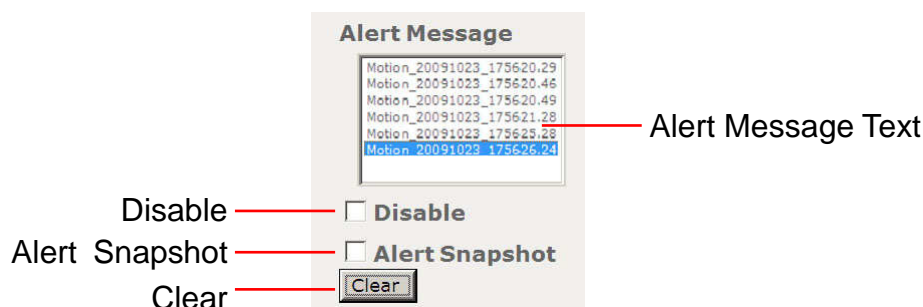 Alert Message
Motion_20091023_175620.29
Motion_20091023_175620.46
Motion_20091023_175620.49
Motion_20091023_175621.28
Motion_20091023_175625.28
Motion_20091023_175626.24
Alert Message Text
Disable
Disable
Alert Snapshot
Alert Snapshot
Clear
Clear